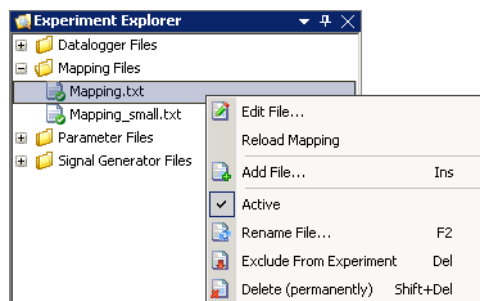 Experiment Explorer
Datalogger Files
Mapping Files
Mapping.txt
Mapping_small.txt
Parameter Files
Signal Generator Files
Edit File...
Reload Mapping
Add File... Ins
Active
Rename File... F2
Exclude From Experiment Del
Delete (permanently) Shift+Del